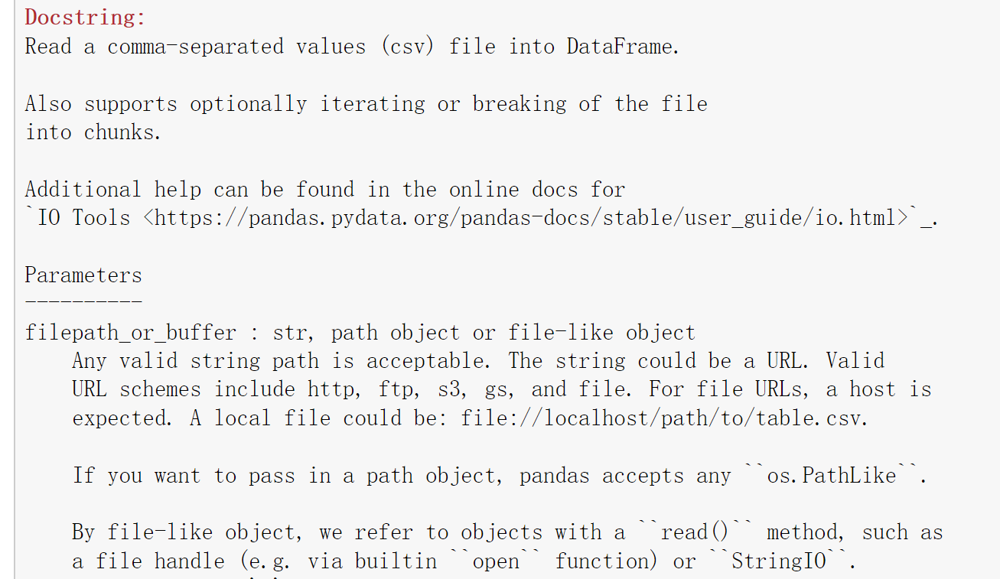 Docstring:
Read a comma-separated values (csv) file into DataFrame.
Also supports optionally iterating or breaking of the file
into chunks.
Additional help can be found in the online docs for
`IO Tools <https://pandas.pydata.org/pandas-docs/stable/user_guide/io.html>`_.
Parameters
----------
filepath_or_buffer : str, path object or file-like object
    Any valid string path is acceptable. The string could be a URL. Valid
    URL schemes include http, ftp, s3, gs, and file. For file URLs, a host is
    expected. A local file could be: file://localhost/path/to/table.csv.
    If you want to pass in a path object, pandas accepts any ``os.PathLike``.
    By file-like object, we refer to objects with a ``read()`` method, such as
    a file handle (e.g. via builtin ``open`` function) or ``StringIO``.